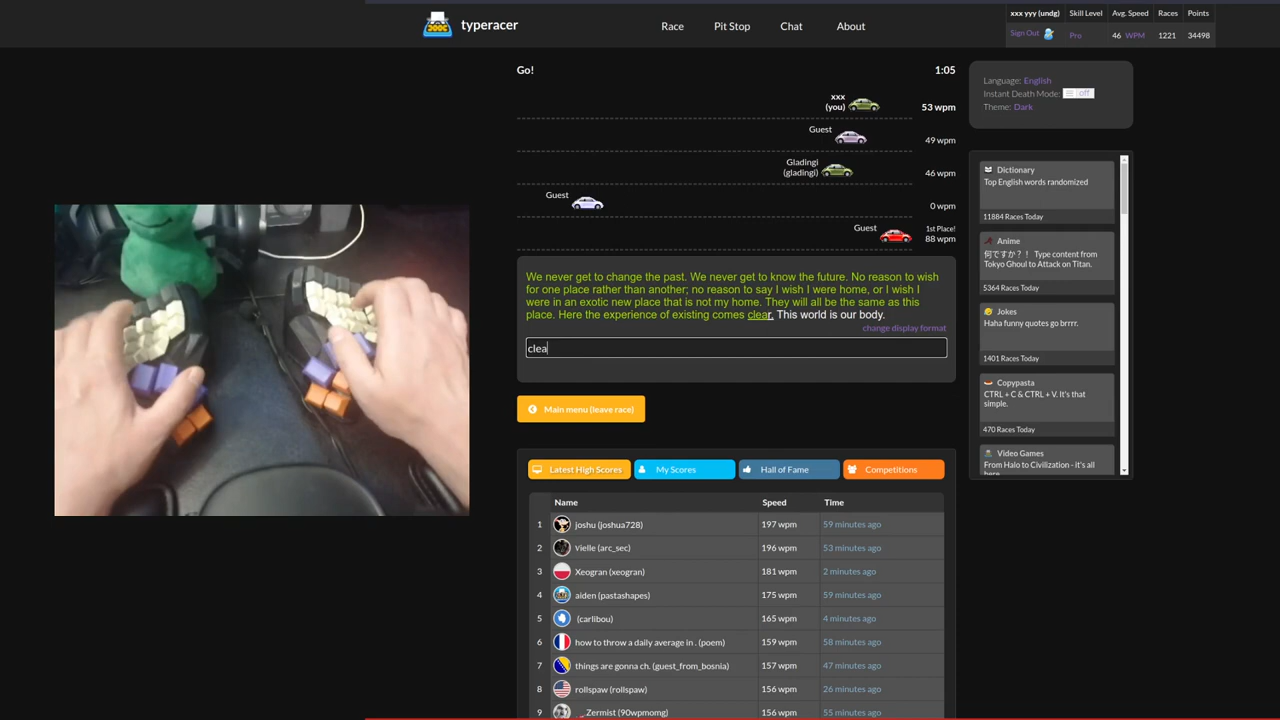 typeracer
Race
Pit Stop
Chat
About
xxx yyy (undg)
Skill Level
Avg. Speed
Races
Points
Sign Out
Pro
46 WPM
1221
34498
Go!
1:05
xxx
(you)
53 wpm
Guest
49 wpm
Gladingi
(gladingi)
46 wpm
Guest
0 wpm
Guest
1st Place!
88 wpm
We never get to change the past. We never get to know the future. No reason to wish
for one place rather than another; no reason to say I wish I were home, or I wish I
were in an exotic new place that is not my home. They will all be the same as this
place. Here the experience of existing comes clear. This world is our body.
change display format
clea
Main menu (leave race)
Language: English
Instant Death Mode: off
Theme: Dark
Dictionary
Top English words randomized
11884 Races Today
Anime
何ですか？！ Type content from
Tokyo Ghoul to Attack on Titan.
5364 Races Today
Jokes
Haha funny quotes go brrrr.
1401 Races Today
Copypasta
CTRL + C & CTRL + V. It's that
simple.
470 Races Today
Video Games
From Halo to Civilization - it's all
here
Latest High Scores
My Scores
Hall of Fame
Competitions
Name Speed Time
1 joshu (joshua728) 197 wpm 59 minutes ago
2 Vielle (arc_sec) 196 wpm 53 minutes ago
3 Xeogran (xeogran) 181 wpm 2 minutes ago
4 aiden (pastashapes) 175 wpm 59 minutes ago
5 (carlibou) 165 wpm 4 minutes ago
6 how to throw a daily average in . (poem) 159 wpm 58 minutes ago
7 things are gonna ch. (guest_from_bosnia) 157 wpm 47 minutes ago
8 rollspaw (rollspaw) 156 wpm 26 minutes ago
9 Zermist (90wpmomg) 156 wpm 55 minutes ago